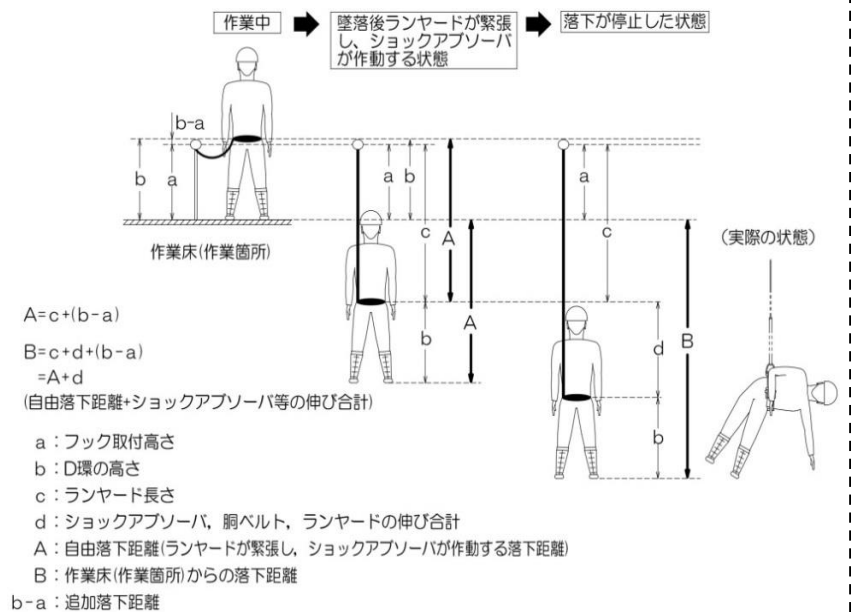 作業中
墜落後ランヤードが緊張
し、ショックアブソーバ
が作動する状態
落下が停止した状態
b-a
b
a
a
b
c
A
A
b
a
c
B
d
b
作業床(作業箇所)
(実際の状態)
A=c+(b-a)
B=c+d+(b-a)
=A+d
(自由落下距離+ショックアブソーバ等の伸び合計)
a：フック取付高さ
b：D環の高さ
c：ランヤード長さ
d：ショックアブソーバ，胴ベルト，ランヤードの伸び合計
A：自由落下距離(ランヤードが緊張し，ショックアブソーバが作動する落下距離)
B：作業床(作業箇所)からの落下距離
b-a：追加落下距離